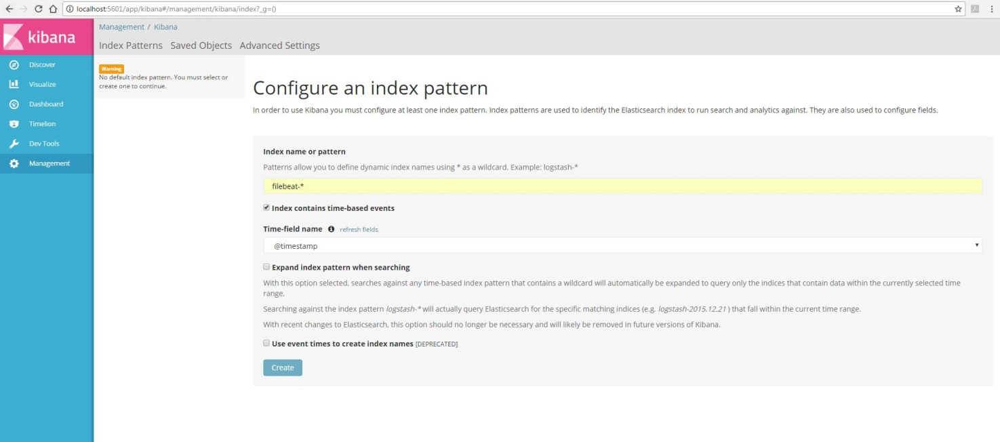 localhost:5601/app/kibana#/management/kibana/index?_g=()
kibana
Management / Kibana
Index Patterns Saved Objects Advanced Settings
Discover
Visualize
Dashboard
Timelion
Dev Tools
Management
Warning
No default index pattern. You must select or
create one to continue.
Configure an index pattern
In order to use Kibana you must configure at least one index pattern. Index patterns are used to identify the Elasticsearch index to run search and analytics against. They are also used to configure fields.
Index name or pattern
Patterns allow you to define dynamic index names using * as a wildcard. Example: logstash-*
filebeat-*
Index contains time-based events
Time-field name refresh fields
@timestamp
Expand index pattern when searching
With this option selected, searches against any time-based index pattern that contains a wildcard will automatically be expanded to query only the indices that contain data within the currently selected time
range.
Searching against the index pattern logstash-* will actually query Elasticsearch for the specific matching indices (e.g. logstash-2015.12.21 ) that fall within the current time range.
With recent changes to Elasticsearch, this option should no longer be necessary and will likely be removed in future versions of Kibana.
Use event times to create index names [DEPRECATED]
Create